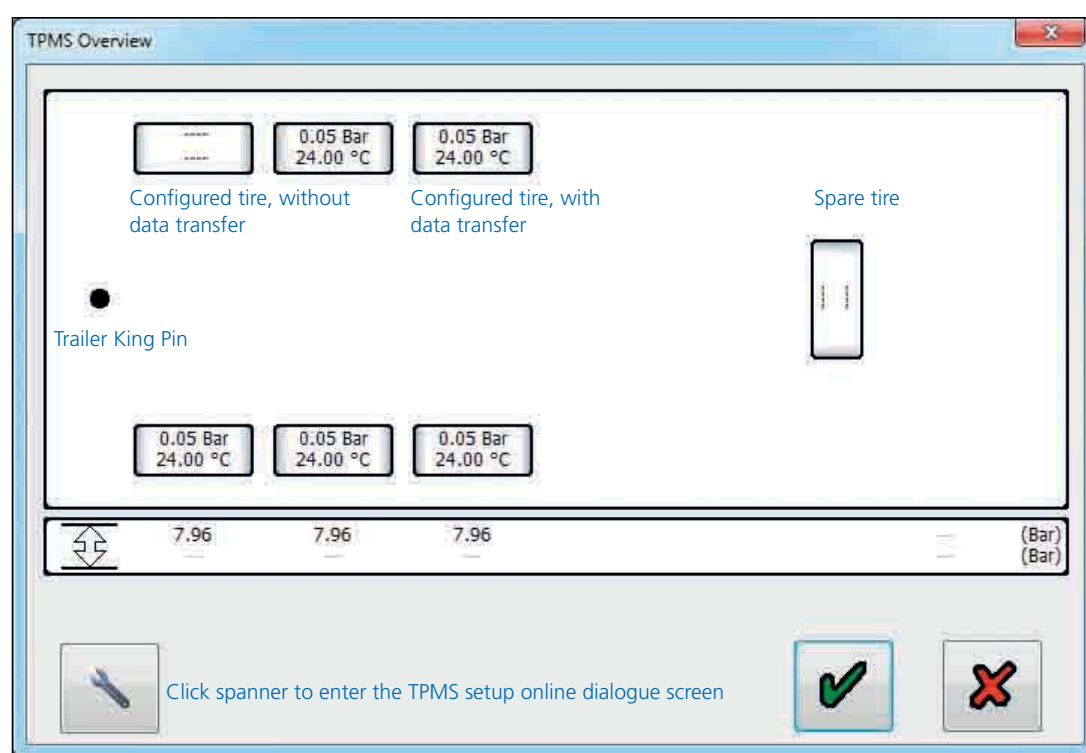 TPMS Overview
---- 0.05 Bar 0.05 Bar
---- 24.00 °C 24.00 °C
Configured tire, without Configured tire, with Spare tire
data transfer data transfer
---- ----
Trailer King Pin
0.05 Bar 0.05 Bar 0.05 Bar
24.00 °C 24.00 °C 24.00 °C
7.96 7.96 7.96 (Bar)
(Bar)
Click spanner to enter the TPMS setup online dialogue screen